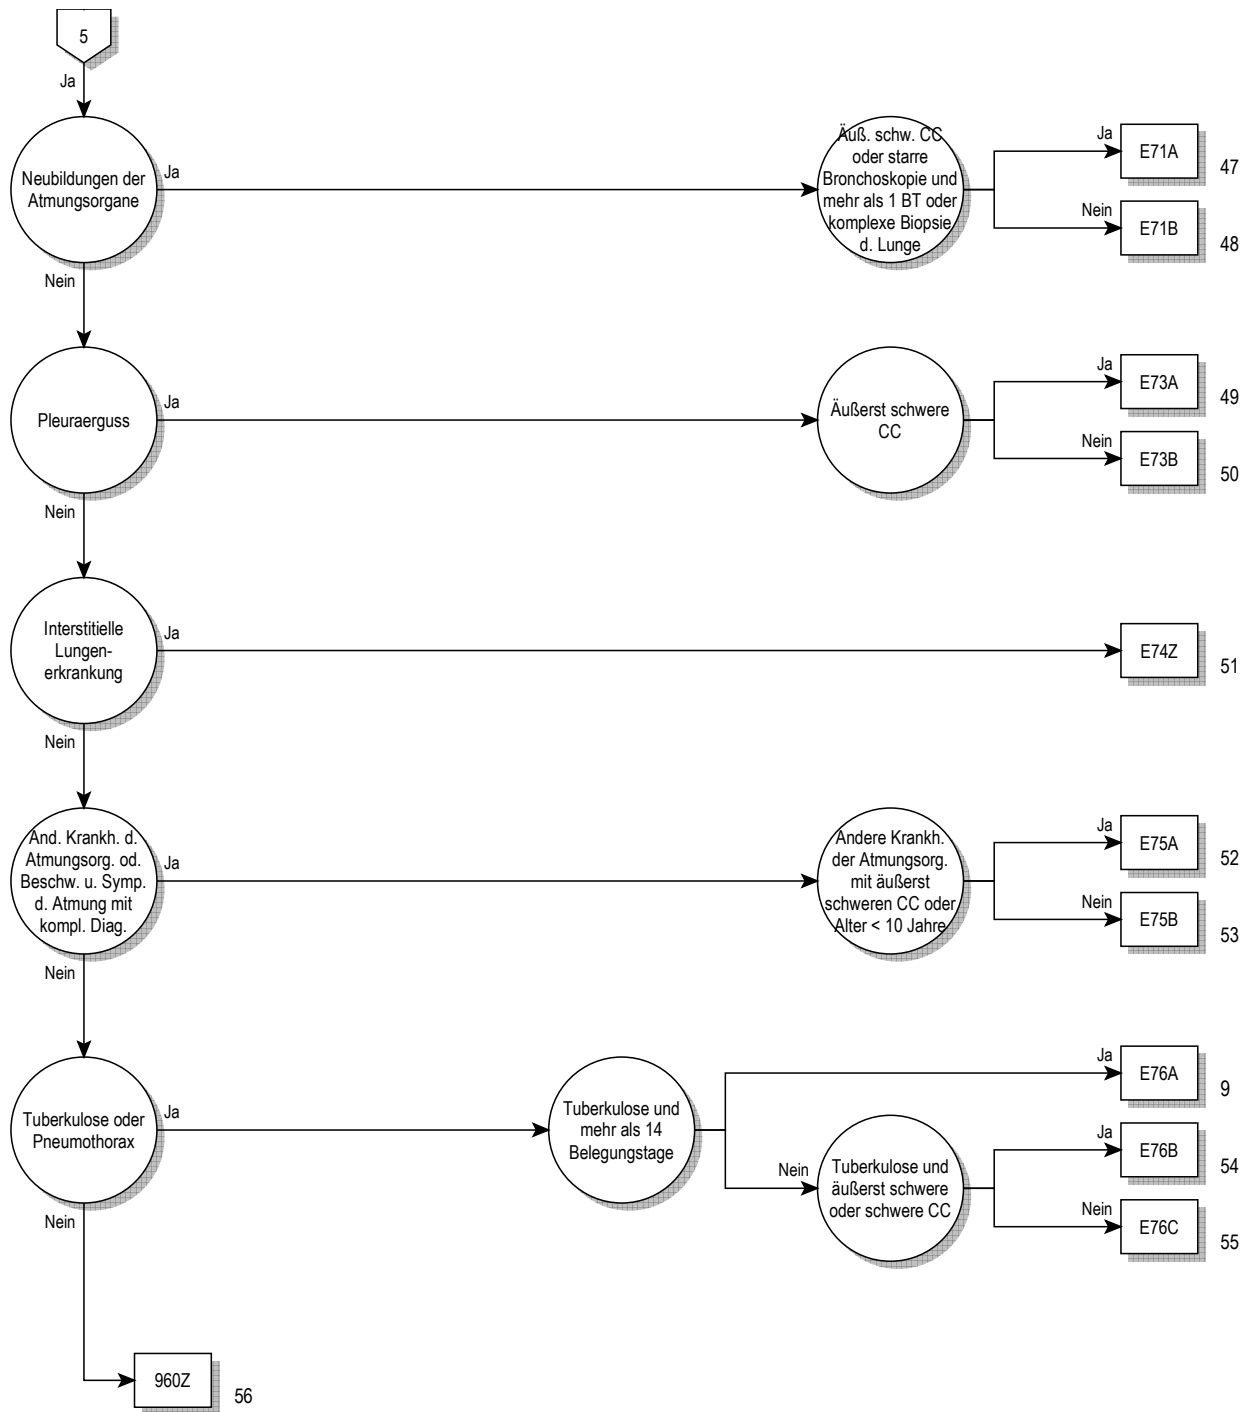 5
Ja
Neubildungen der
Atmungsorgane
Ja
Äuß. schw. CC
oder starre
Bronchoskopie und
mehr als 1 BT oder
komplexe Biopsie
d. Lunge
Ja
E71A
47
Nein
E71B
48
Nein
Pleuraerguss
Ja
Äußerst schwere
CC
Ja
E73A
49
Nein
E73B
50
Nein
Interstitielle
Lungen-
erkrankung
Ja
E74Z
51
Nein
And. Krankh. d.
Atmungsorg. od.
Beschw. u. Symp.
d. Atmung mit
kompl. Diag.
Ja
Andere Krankh.
der Atmungsorg.
mit äußerst
schweren CC oder
Alter < 10 Jahre
Ja
E75A
52
Nein
E75B
53
Nein
Tuberkulose oder
Pneumothorax
Ja
Tuberkulose und
mehr als 14
Belegungstage
Ja
E76A
9
Nein
Tuberkulose und
äußerst schwere
oder schwere CC
Ja
E76B
54
Nein
E76C
55
Nein
960Z
56